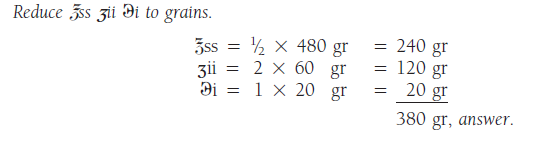 Reduce ℥ss ʒii ℈i to grains.
℥ss = ½ × 480 gr = 240 gr
ʒii = 2 × 60 gr = 120 gr
℈i = 1 × 20 gr = 20 gr
380 gr, answer.